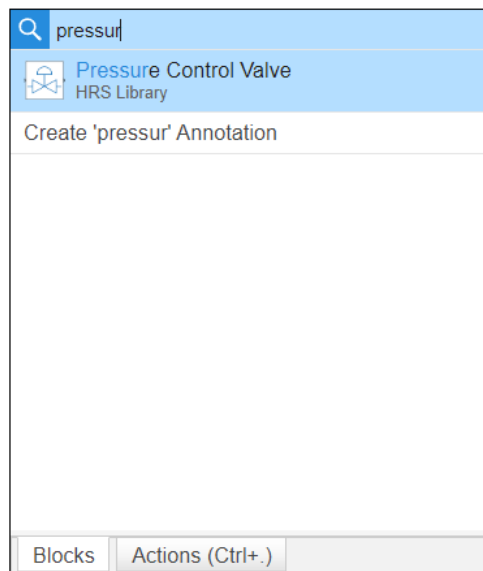 pressur
Pressure Control Valve
HRS Library
Create 'pressur' Annotation
Blocks
Actions (Ctrl+.)